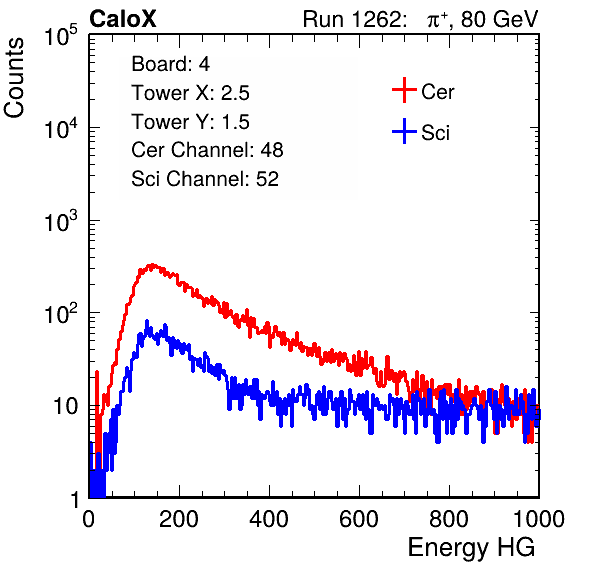 CaloX Run 1262: π⁺, 80 GeV
Counts
Board: 4
Tower X: 2.5
Tower Y: 1.5
Cer Channel: 48
Sci Channel: 52
Cer
Sci
10⁵
10⁴
10³
10²
10
1
0 200 400 600 800 1000
Energy HG